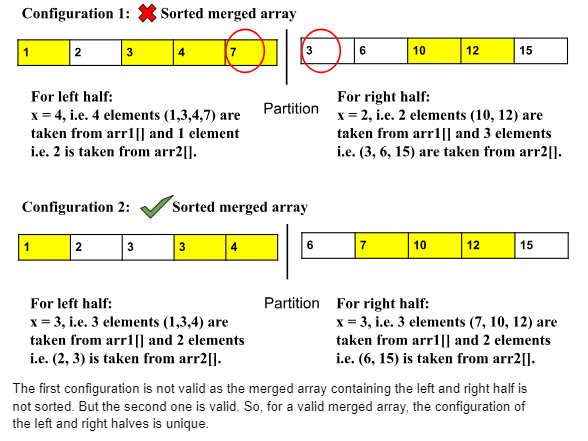 Configuration 1: Sorted merged array
1 2 3 4 7 3 6 10 12 15
For left half:
x = 4, i.e. 4 elements (1,3,4,7) are
taken from arr1[] and 1 element
i.e. 2 is taken from arr2[].
Partition
For right half:
x = 2, i.e. 2 elements (10, 12) are
taken from arr1[] and 3 elements
i.e. (3, 6, 15) are taken from arr2[].
Configuration 2: Sorted merged array
1 2 3 3 4 6 7 10 12 15
For left half:
x = 3, i.e. 3 elements (1,3,4) are
taken from arr1[] and 2 elements
i.e. (2, 3) is taken from arr2[].
Partition
For right half:
x = 3, i.e. 3 elements (7, 10, 12) are
taken from arr1[] and 2 elements
i.e. (6, 15) is taken from arr2[].
The first configuration is not valid as the merged array containing the left and right half is
not sorted. But the second one is valid. So, for a valid merged array, the configuration of
the left and right halves is unique.